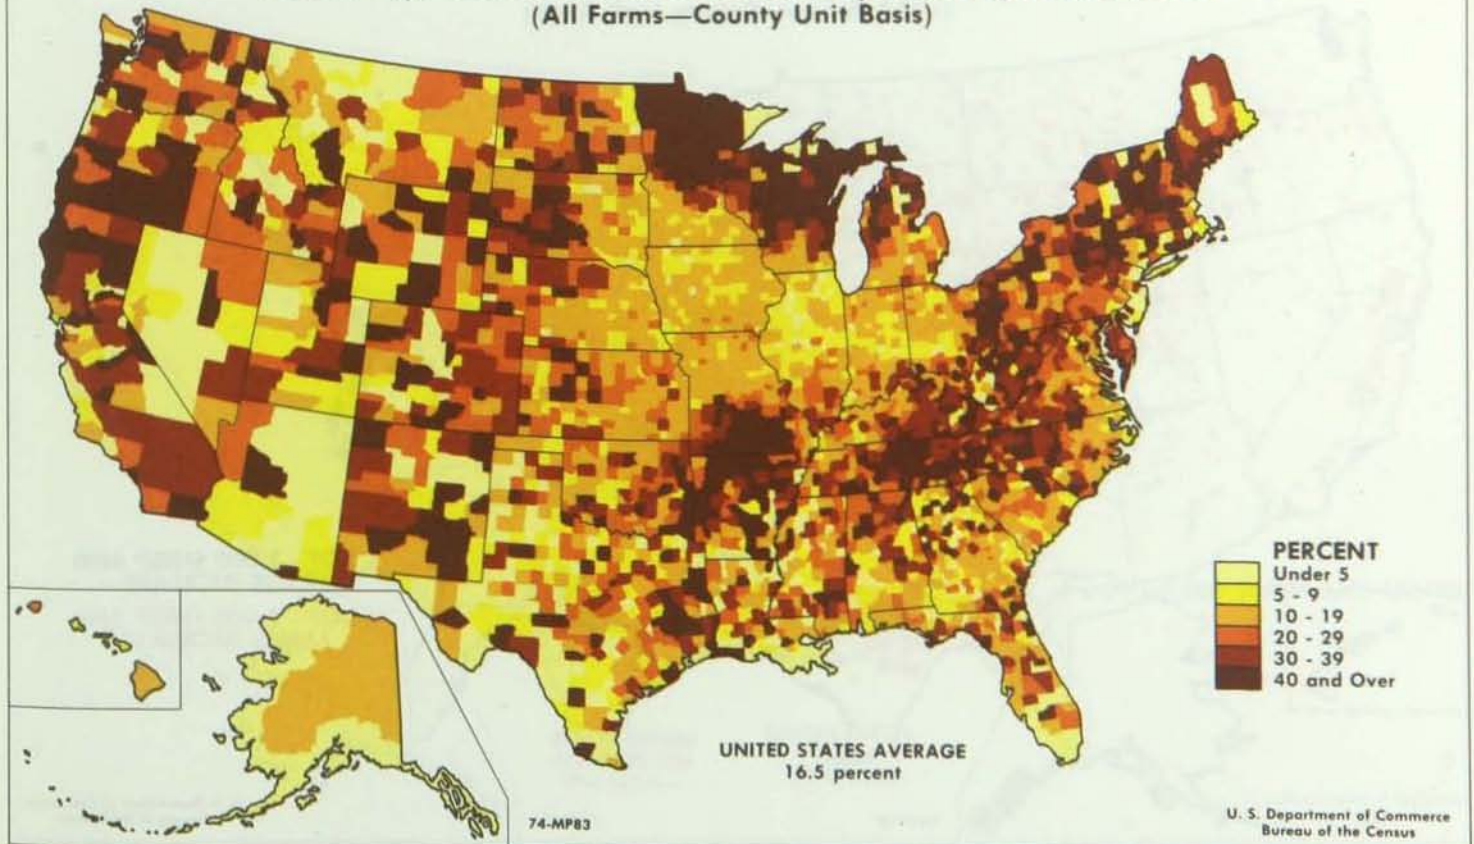 (All Farms—County Unit Basis)
PERCENT
Under 5
5 - 9
10 - 19
20 - 29
30 - 39
40 and Over
UNITED STATES AVERAGE
16.5 percent
74-MP83
U. S. Department of Commerce
Bureau of the Census